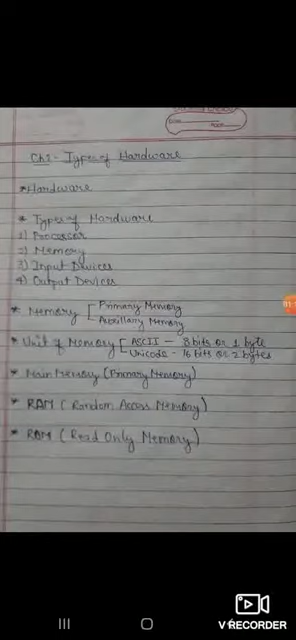 Ch1 - Types of Hardware
* Hardware
* Types of Hardware
1) Processor
2) Memory
3) Input Devices
4) Output Devices
* Memory [ Primary Memory
Auxillary Memory
* Unit of Memory [ ASCII — 8 bits or 1 byte
Unicode - 16 bits or 2 bytes
* Main Memory (Primary Memory)
* RAM (Random Access Memory)
* ROM (Read Only Memory)
V RECORDER